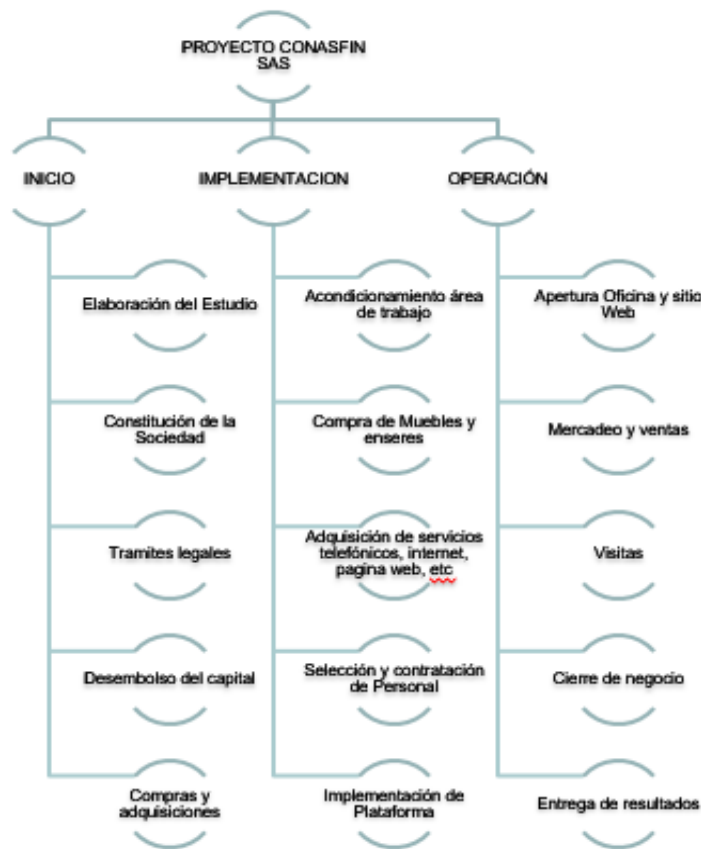 PROYECTO CONASFIN
SAS
INICIO
IMPLEMENTACION
OPERACIÓN
Elaboración del Estudio
Constitución de la
Sociedad
Tramites legales
Desembolso del capital
Compras y
adquisiciones
Acondicionamiento área
de trabajo
Compra de Muebles y
enseres
Adquisición de servicios
telefónicos, internet,
pagina web, etc
Selección y contratación
de Personal
Implementación de
Plataforma
Apertura Oficina y sitio
Web
Mercadeo y ventas
Visitas
Cierre de negocio
Entrega de resultados